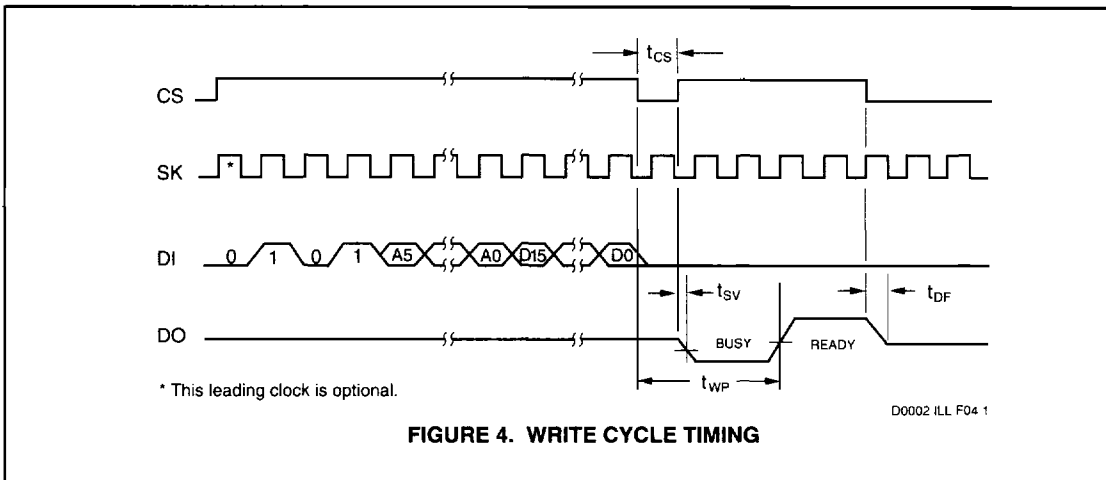 tCS
CS
SK *
DI 0 1 0 1 A5 A0 D15 D0
tSV
tDF
DO BUSY READY
tWP
* This leading clock is optional.
D0002 ILL F04 1
FIGURE 4. WRITE CYCLE TIMING